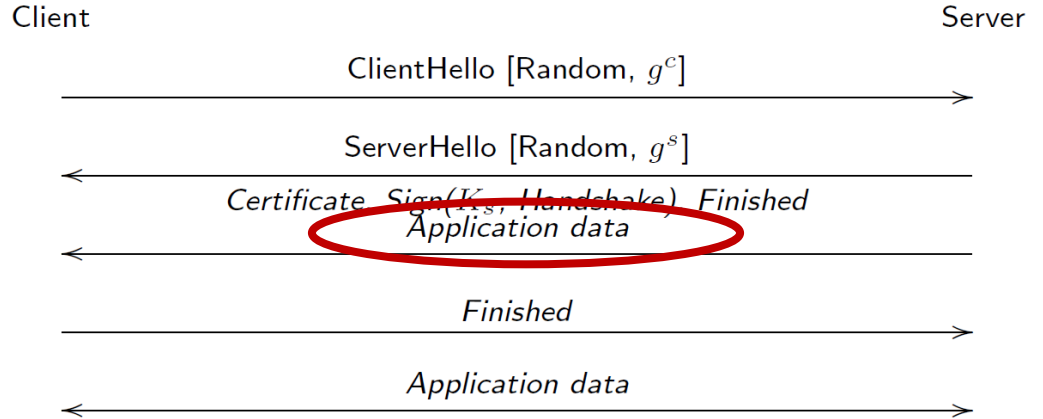 Client Server
ClientHello [Random, g^c]
ServerHello [Random, g^s]
Certificate, Sign(K_s, Handshake), Finished
Application data
Finished
Application data